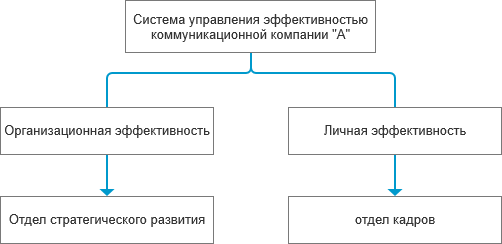 Система управления эффективностью
коммуникационной компании "А"
Организационная эффективность
Личная эффективность
Отдел стратегического развития
отдел кадров